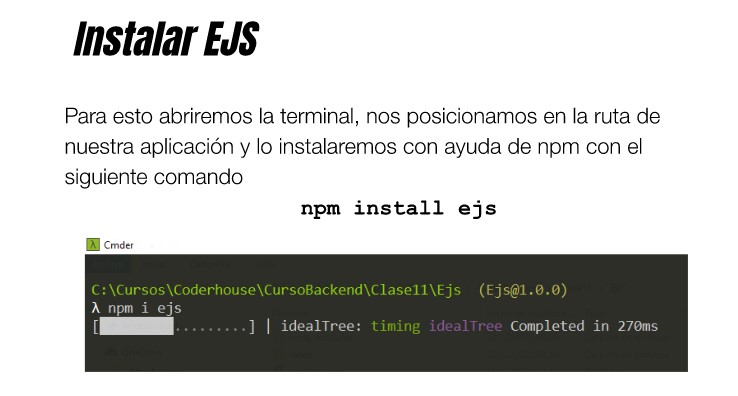 Instalar EJS
Para esto abriremos la terminal, nos posicionamos en la ruta de
nuestra aplicación y lo instalaremos con ayuda de npm con el
siguiente comando
npm install ejs
λ Cmder
C:\Cursos\Coderhouse\CursoBackend\Clase11\Ejs (Ejs@1.0.0)
λ npm i ejs
[ .........] | idealTree: timing idealTree Completed in 270ms